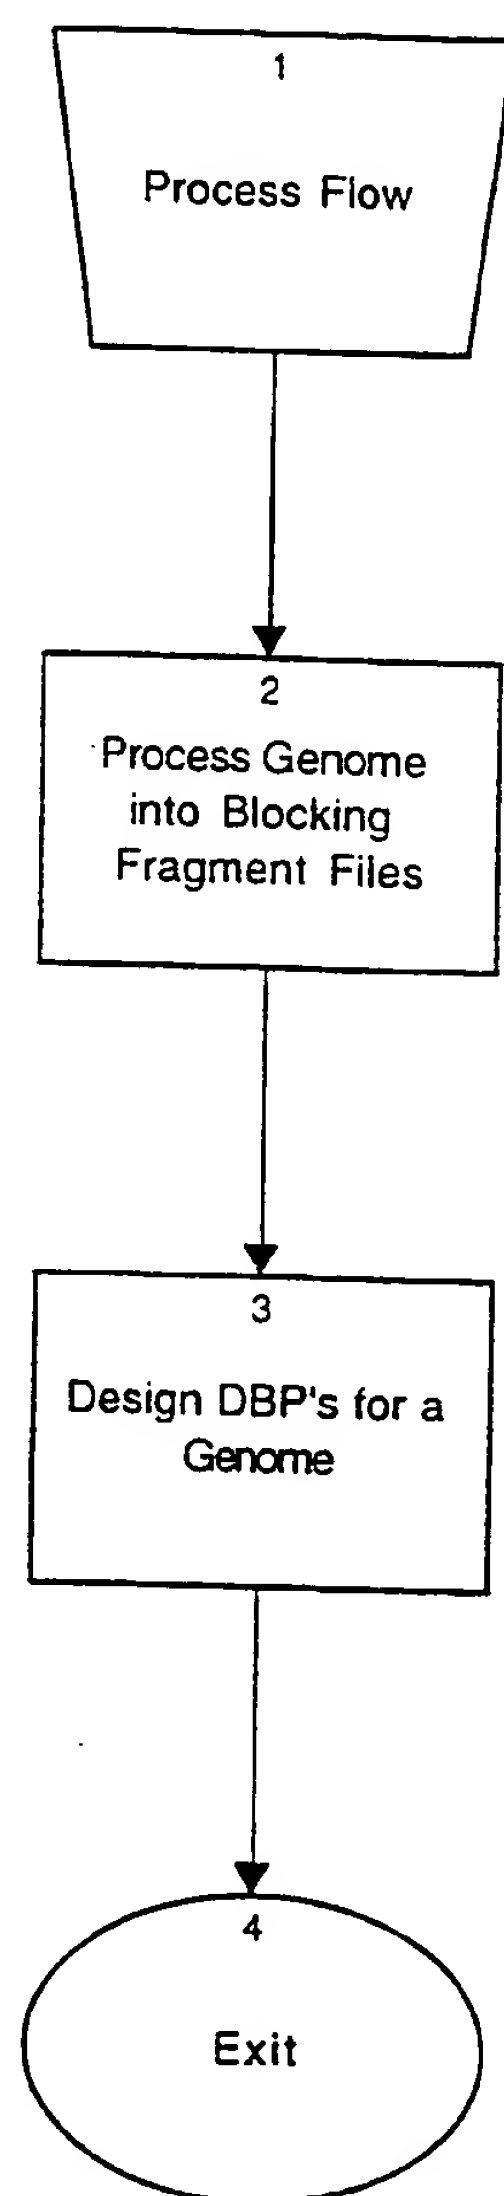 1
Process Flow
2
Process Genome
into Blocking
Fragment Files
3
Design DBP's for a
Genome
4
Exit